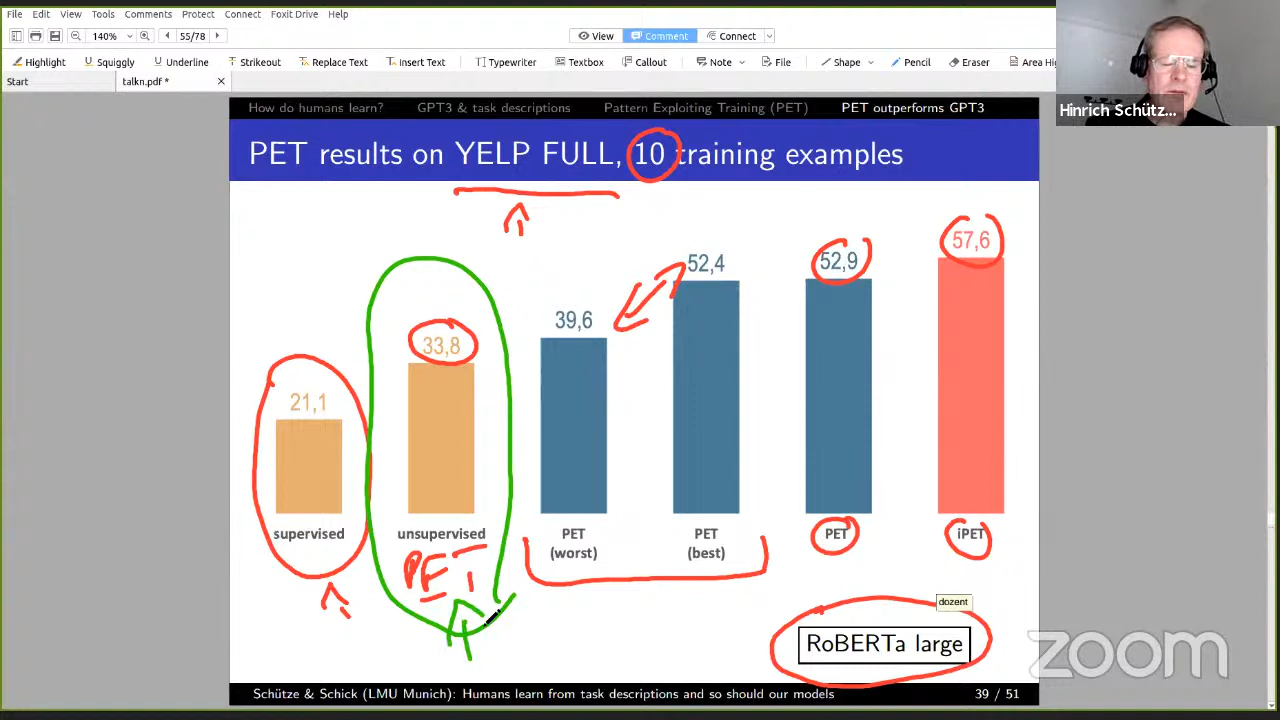 File Edit View Tools Comments Protect Connect Foxit Drive Help
140% 55/78 View Comment Connect
Highlight Squiggly Underline Strikeout Replace Text Insert Text Typewriter Textbox Callout Note File Shape Pencil Eraser Area Hig
Start talkn.pdf *
Hinrich Schütz...
How do humans learn? GPT3 & task descriptions Pattern Exploiting Training (PET) PET outperforms GPT3
PET results on YELP FULL, 10 training examples
57,6
52,4 52,9
39,6
33,8
21,1
supervised unsupervised PET PET PET iPET
(worst) (best)
PET
dozent
RoBERTa large
zoom
Schütze & Schick (LMU Munich): Humans learn from task descriptions and so should our models 39 / 51